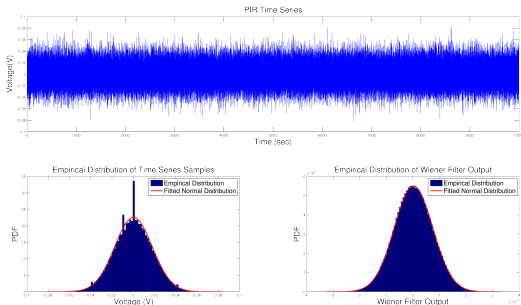 PIR Time Series
Voltage(V)
Time (sec)
Empirical Distribution of Time Series Samples
Empirical Distribution
Fitted Normal Distribution
PDF
Voltage (V)
Empirical Distribution of Wiener Filter Output
Empirical Distribution
Fitted Normal Distribution
PDF
Wiener Filter Output